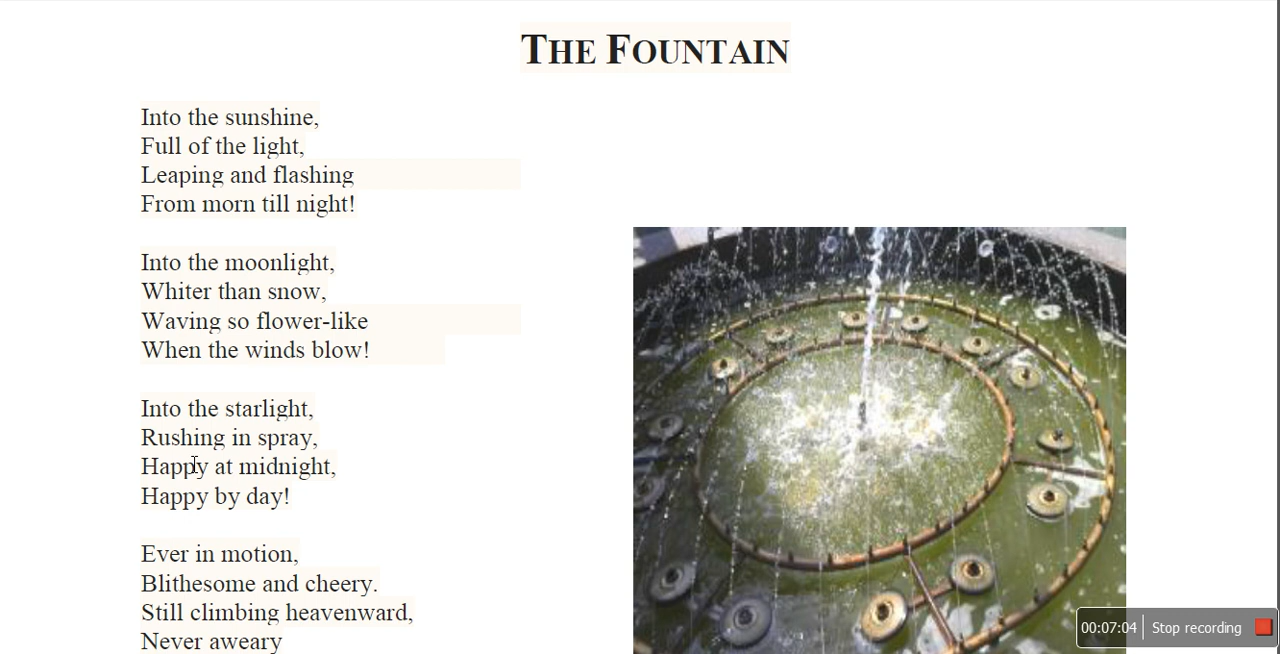 THE FOUNTAIN
Into the sunshine,
Full of the light,
Leaping and flashing
From morn till night!
Into the moonlight,
Whiter than snow,
Waving so flower-like
When the winds blow!
Into the starlight,
Rushing in spray,
Happy at midnight,
Happy by day!
Ever in motion,
Blithesome and cheery.
Still climbing heavenward,
Never aweary
00:07:04 Stop recording